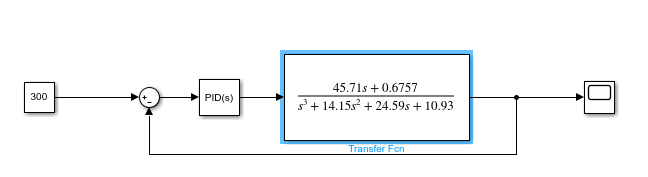 300
+
−
PID(s)
45.71s + 0.6757
s³ + 14.15s² + 24.59s + 10.93
Transfer Fcn